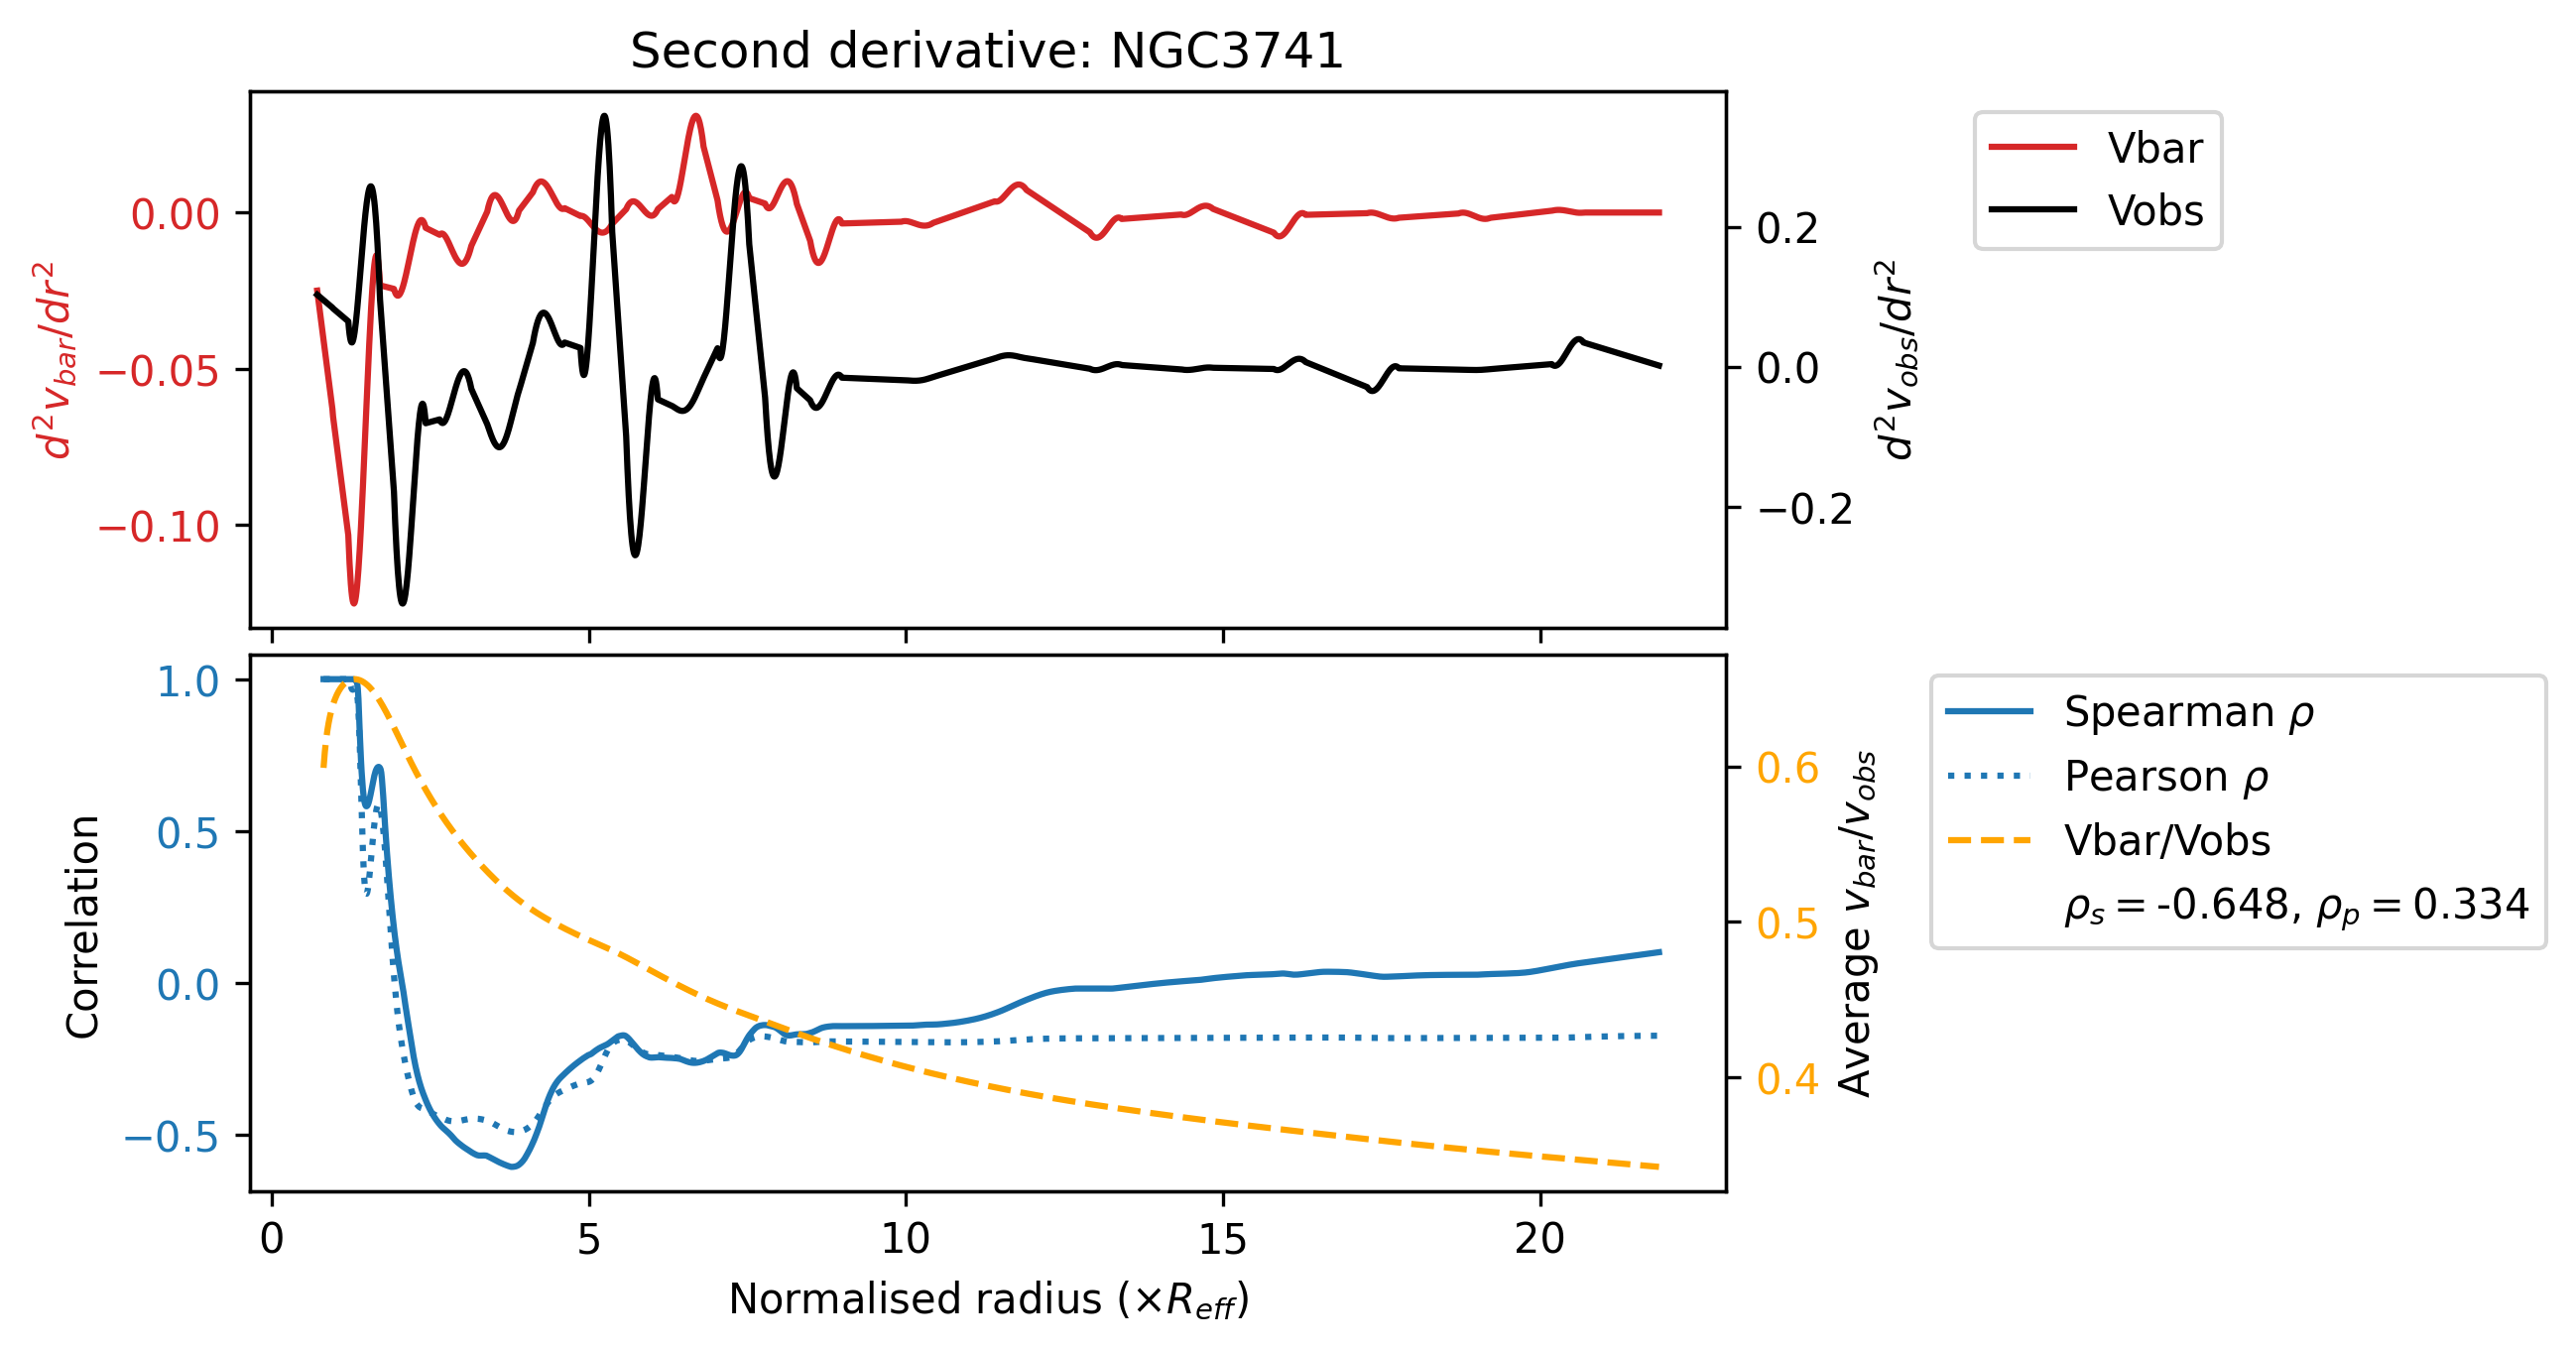 Second derivative: NGC3741
0.00
−0.05
−0.10
d²v_bar/dr²
0.2
0.0
−0.2
d²v_obs/dr²
Vbar
Vobs
1.0
0.5
0.0
−0.5
Correlation
0.6
0.5
0.4
Average v_bar/v_obs
Spearman ρ
Pearson ρ
Vbar/Vobs
ρ_s = -0.648, ρ_p = 0.334
0 5 10 15 20
Normalised radius (×R_eff)